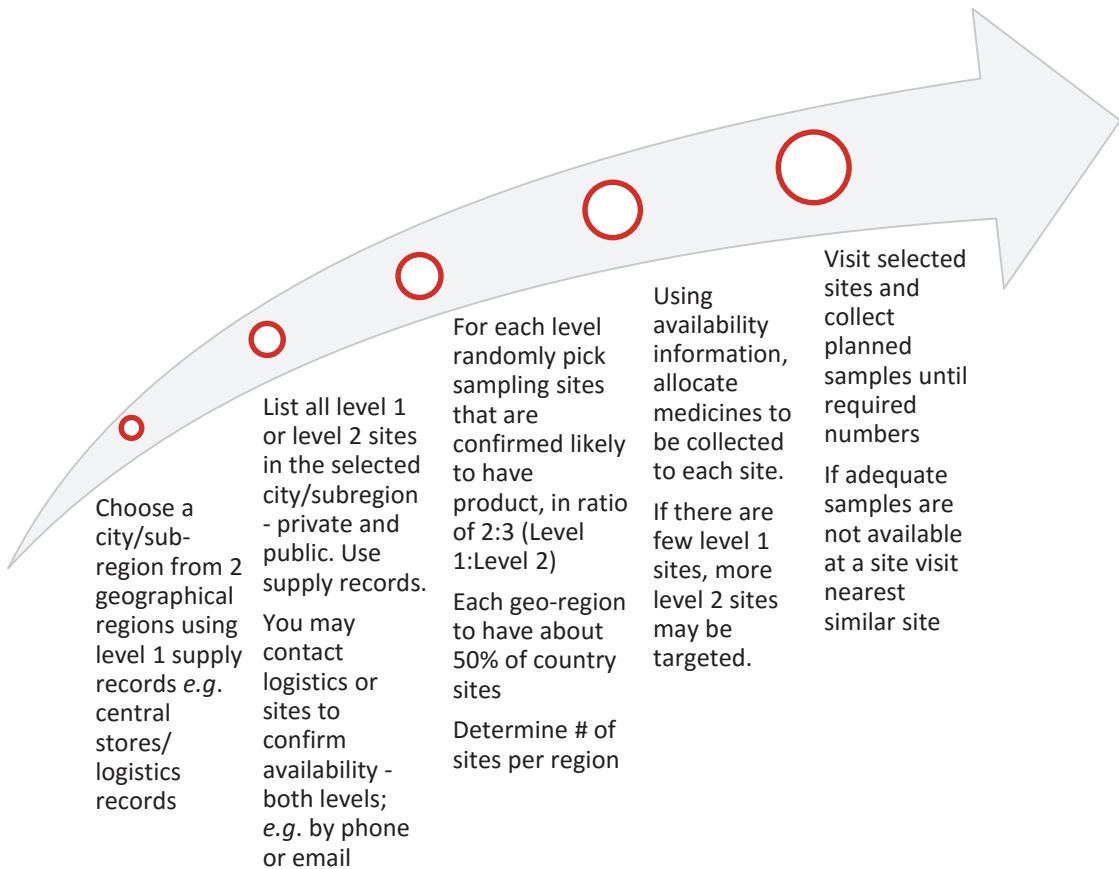 Choose a
city/sub-
region from 2
geographical
regions using
level 1 supply
records e.g.
central
stores/
logistics
records
List all level 1
or level 2 sites
in the selected
city/subregion
- private and
public. Use
supply records.
You may
contact
logistics or
sites to
confirm
availability -
both levels;
e.g. by phone
or email
For each level
randomly pick
sampling sites
that are
confirmed likely
to have
product, in ratio
of 2:3 (Level
1:Level 2)
Each geo-region
to have about
50% of country
sites
Determine # of
sites per region
Using
availability
information,
allocate
medicines to
be collected
to each site.
If there are
few level 1
sites, more
level 2 sites
may be
targeted.
Visit selected
sites and
collect
planned
samples until
required
numbers
If adequate
samples are
not available
at a site visit
nearest
similar site